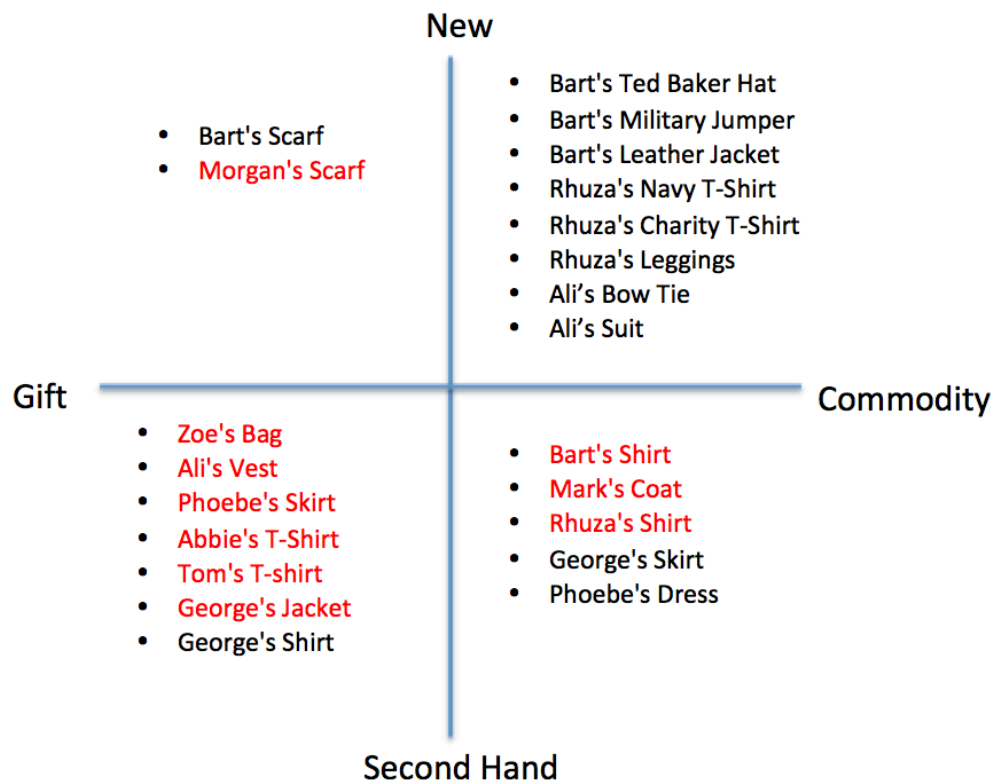 New
• Bart's Scarf
• Morgan's Scarf
• Bart's Ted Baker Hat
• Bart's Military Jumper
• Bart's Leather Jacket
• Rhuza's Navy T-Shirt
• Rhuza's Charity T-Shirt
• Rhuza's Leggings
• Ali’s Bow Tie
• Ali’s Suit
Gift
Commodity
• Zoe's Bag
• Ali's Vest
• Phoebe's Skirt
• Abbie's T-Shirt
• Tom's T-shirt
• George's Jacket
• George's Shirt
• Bart's Shirt
• Mark's Coat
• Rhuza's Shirt
• George's Skirt
• Phoebe's Dress
Second Hand